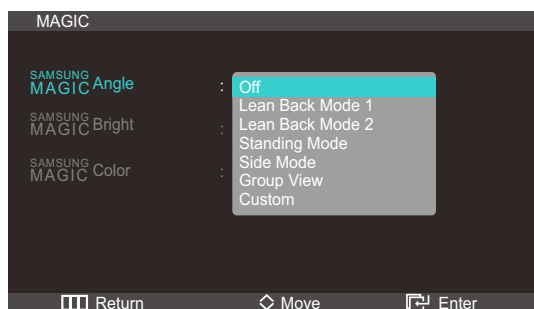 MAGIC
SAMSUNG MAGIC Angle : Off
Lean Back Mode 1
Lean Back Mode 2
SAMSUNG MAGIC Bright :
Standing Mode
Side Mode
SAMSUNG MAGIC Color :
Group View
Custom
Return Move Enter